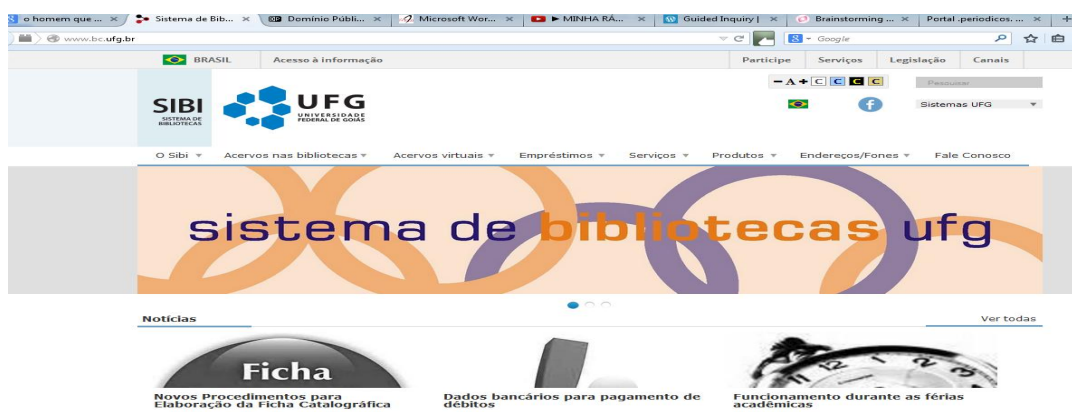 o homem que ...
Sistema de Bib...
Domínio Públi...
Microsoft Wor...
► MINHA RÁ...
Guided Inquiry |
Brainstorming ...
Portal .periodicos. ...
www.bc.ufg.br
Google
BRASIL
Acesso à informação
Participe
Serviços
Legislação
Canais
− A + C C C C
Pesquisar
SIBI
SISTEMA DE
BIBLIOTECAS
UFG
UNIVERSIDADE
FEDERAL DE GOIÁS
Sistemas UFG
O Sibi
Acervos nas bibliotecas
Acervos virtuais
Empréstimos
Serviços
Produtos
Endereços/Fones
Fale Conosco
sistema de bibliotecas ufg
Notícias
Ver todas
Ficha
Novos Procedimentos para
Elaboração da Ficha Catalográfica
Dados bancários para pagamento de
débitos
Funcionamento durante as férias
acadêmicas